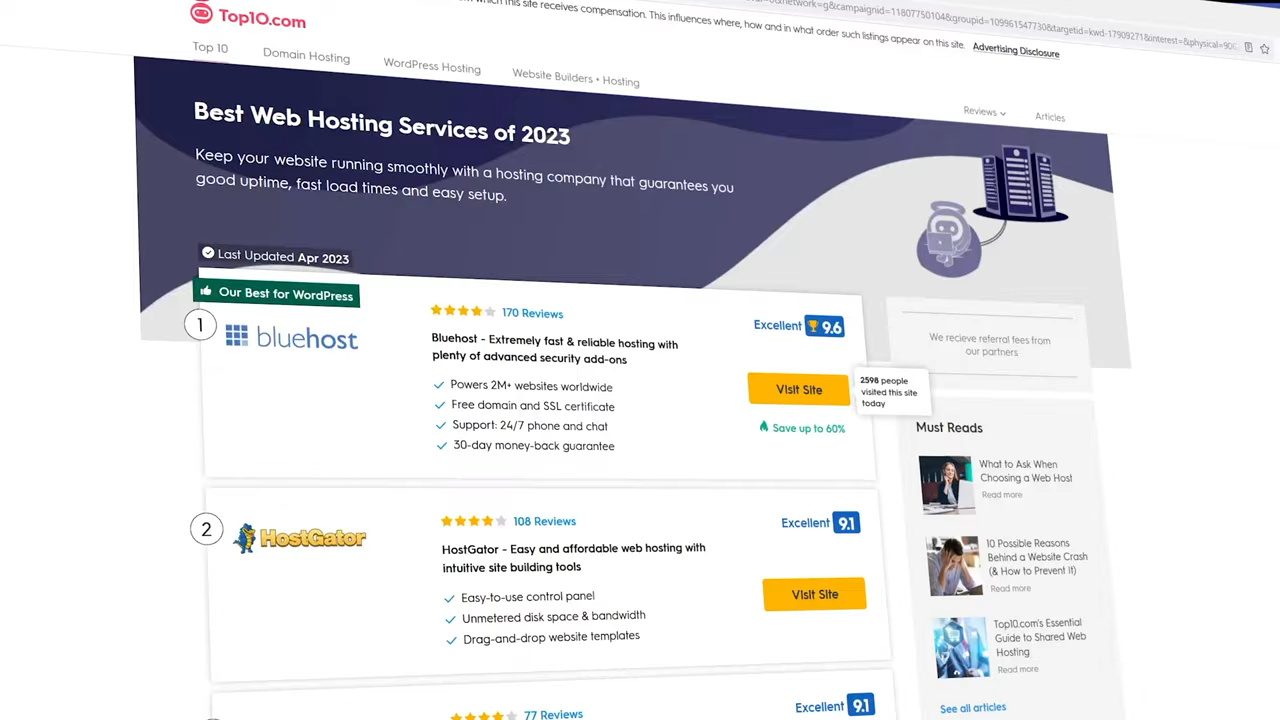 which this site receives compensation. This influences where, how and in what order such listings appear on this site. Advertising Disclosure
Top10.com
Top 10
Domain Hosting
WordPress Hosting
Website Builders + Hosting
Reviews
Articles
Best Web Hosting Services of 2023
Keep your website running smoothly with a hosting company that guarantees you
good uptime, fast load times and easy setup.
Last Updated Apr 2023
Our Best for WordPress
1
bluehost
170 Reviews
Bluehost - Extremely fast & reliable hosting with
plenty of advanced security add-ons
Powers 2M+ websites worldwide
Free domain and SSL certificate
Support: 24/7 phone and chat
30-day money-back guarantee
Excellent 9.6
Visit Site
Save up to 60%
2598 people
visited this site
today
We recieve referral fees from
our partners
Must Reads
What to Ask When
Choosing a Web Host
Read more
10 Possible Reasons
Behind a Website Crash
(& How to Prevent It)
Read more
Top10.com's Essential
Guide to Shared Web
Hosting
Read more
See all articles
2
HostGator
108 Reviews
HostGator - Easy and affordable web hosting with
intuitive site building tools
Easy-to-use control panel
Unmetered disk space & bandwidth
Drag-and-drop website templates
Excellent 9.1
Visit Site
77 Reviews
Excellent 9.1